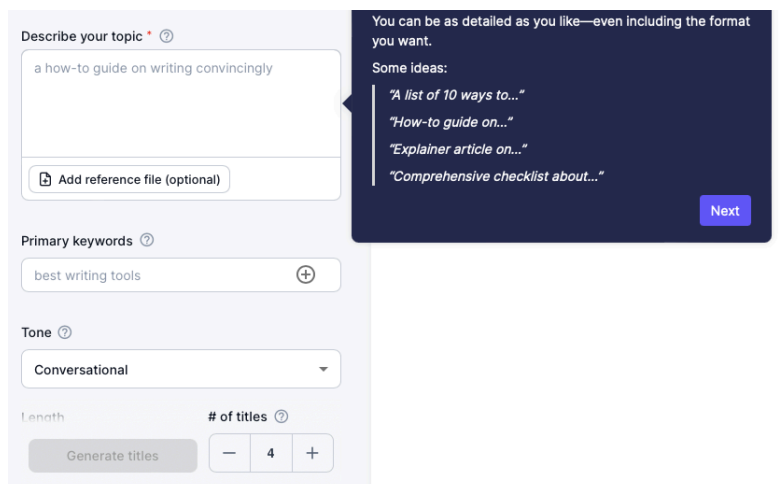 Describe your topic *
a how-to guide on writing convincingly
Add reference file (optional)
Primary keywords
best writing tools
Tone
Conversational
Length
# of titles
Generate titles
4
You can be as detailed as you like—even including the format
you want.
Some ideas:
“A list of 10 ways to...”
“How-to guide on...”
“Explainer article on...”
“Comprehensive checklist about...”
Next